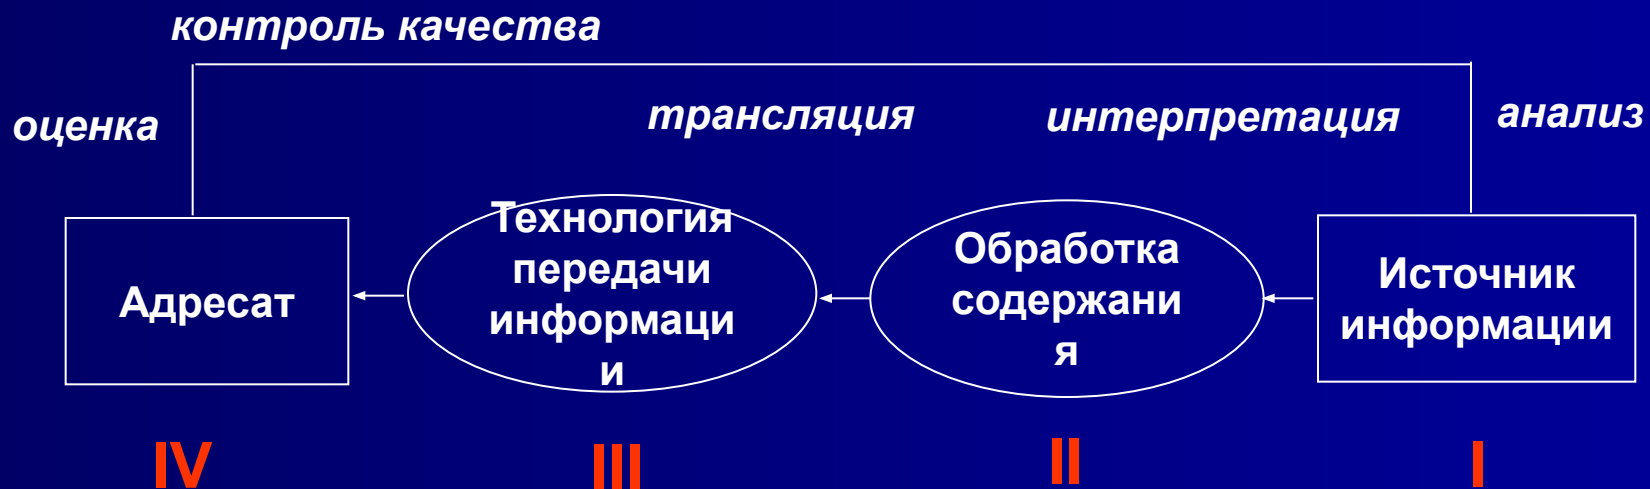 контроль качества
оценка
трансляция
интерпретация
анализ
Адресат
Технология
передачи
информаци
и
Обработка
содержани
я
Источник
информации
IV
III
II
I